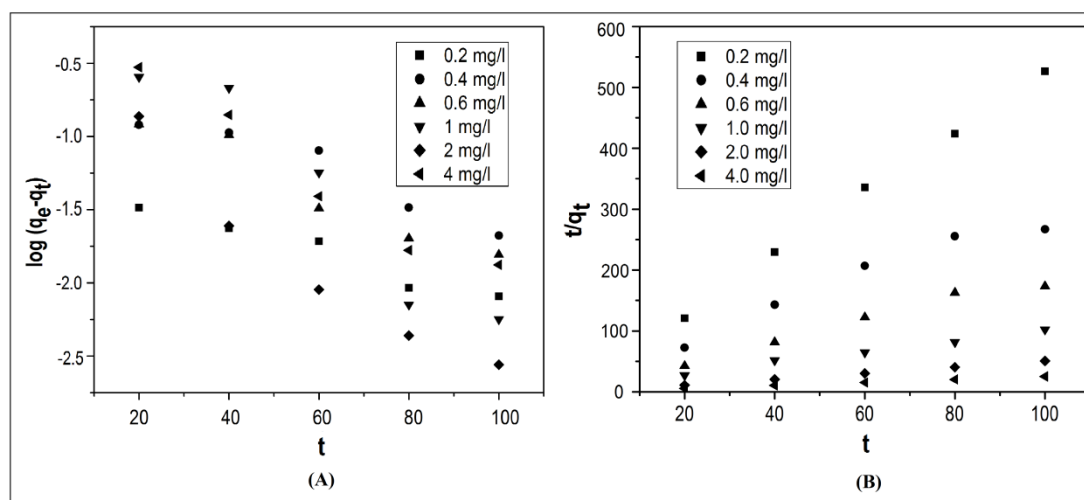 log (qe-qt)
-0.5
-1.0
-1.5
-2.0
-2.5
0.2 mg/l
0.4 mg/l
0.6 mg/l
1 mg/l
2 mg/l
4 mg/l
20 40 60 80 100
t
(A)
t/qt
600
500
400
300
200
100
0
0.2 mg/l
0.4 mg/l
0.6 mg/l
1.0 mg/l
2.0 mg/l
4.0 mg/l
20 40 60 80 100
t
(B)